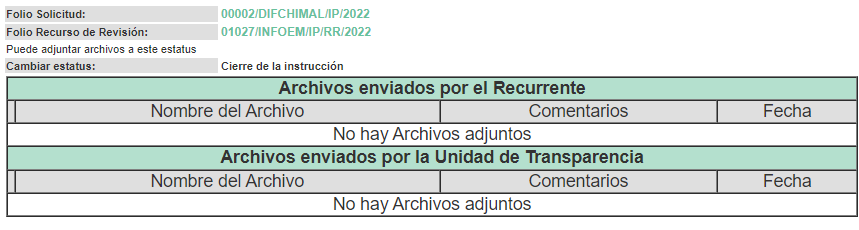 Folio Solicitud: 00002/DIFCHIMAL/IP/2022
Folio Recurso de Revisión: 01027/INFOEM/IP/RR/2022
Puede adjuntar archivos a este estatus
Cambiar estatus: Cierre de la instrucción
Archivos enviados por el Recurrente
Nombre del Archivo Comentarios Fecha
No hay Archivos adjuntos
Archivos enviados por la Unidad de Transparencia
Nombre del Archivo Comentarios Fecha
No hay Archivos adjuntos